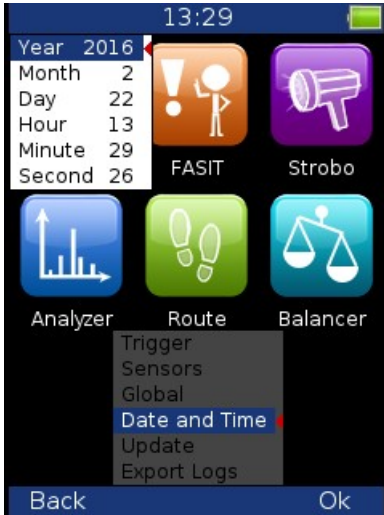 13:29
Year 2016
Month 2
Day 22
Hour 13
Minute 29
Second 26
FASIT Strobo
Analyzer Route Balancer
Trigger
Sensors
Global
Date and Time
Update
Export Logs
Back Ok